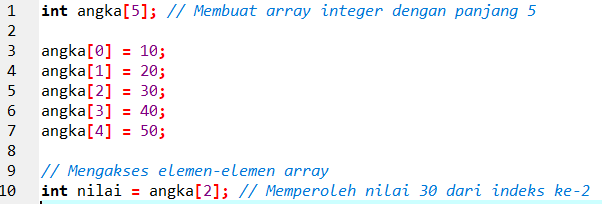 1 int angka[5]; // Membuat array integer dengan panjang 5
2
3 angka[0] = 10;
4 angka[1] = 20;
5 angka[2] = 30;
6 angka[3] = 40;
7 angka[4] = 50;
8
9 // Mengakses elemen-elemen array
10 int nilai = angka[2]; // Memperoleh nilai 30 dari indeks ke-2